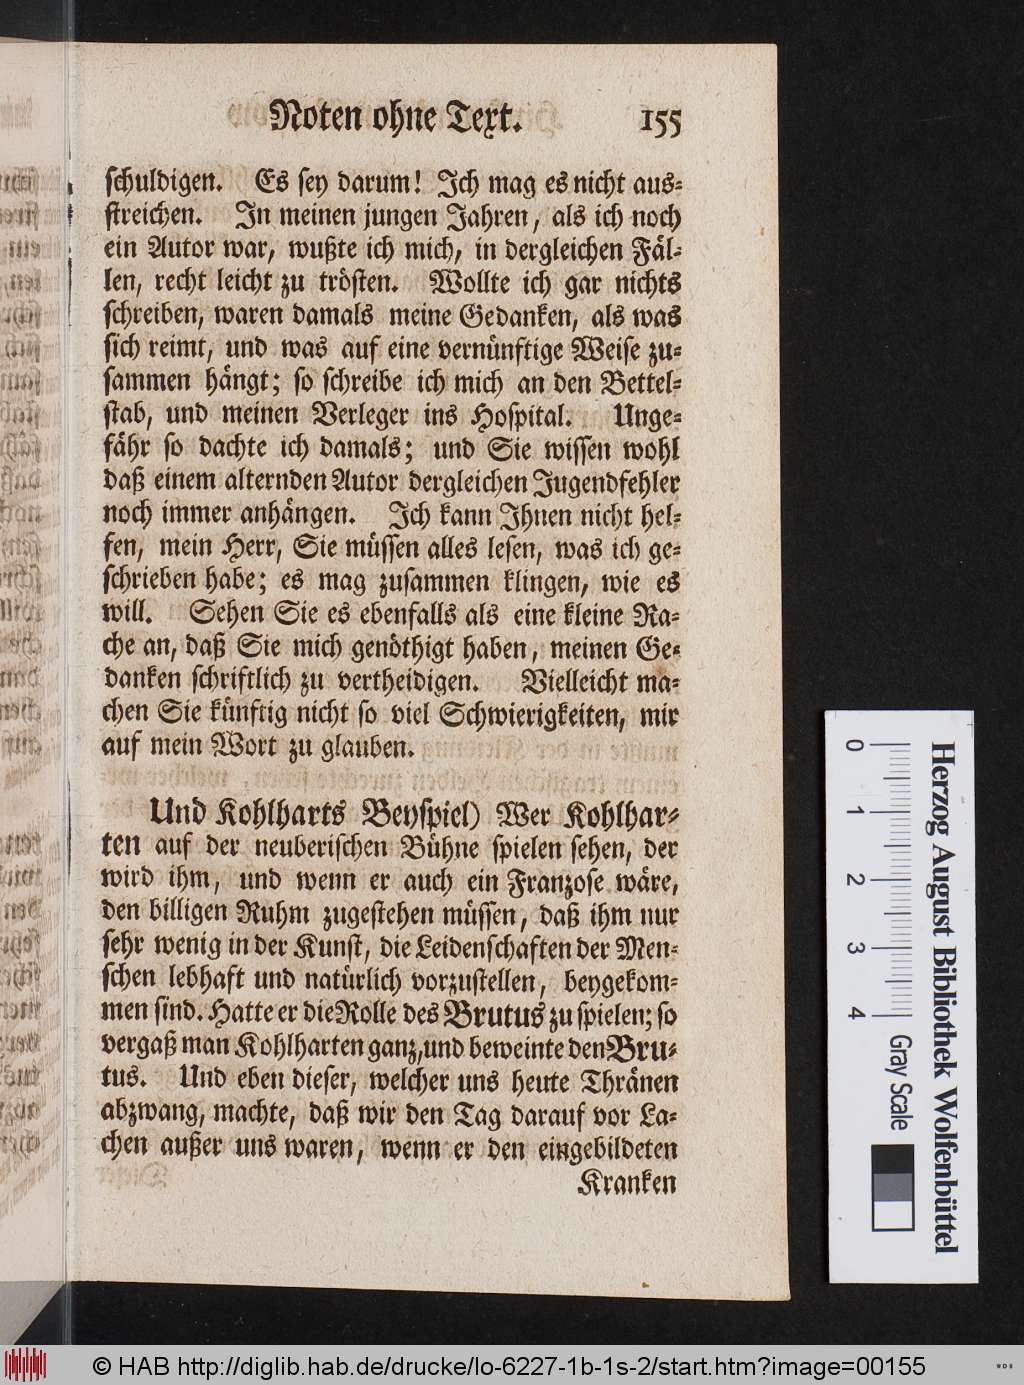 Noten ohne Text. 155
schuldigen. Es sey darum! Ich mag es nicht aus-
streichen. In meinen jungen Jahren, als ich noch
ein Autor war, wußte ich mich, in dergleichen Fäl-
len, recht leicht zu trösten. Wollte ich gar nichts
schreiben, waren damals meine Gedanken, als was
sich reimt, und was auf eine vernünftige Weise zu-
sammen hängt; so schreibe ich mich an den Bettel-
stab, und meinen Verleger ins Hospital. Unge-
fähr so dachte ich damals; und Sie wissen wohl
daß einem alternden Autor dergleichen Jugendfehler
noch immer anhängen. Ich kann Ihnen nicht hel-
fen, mein Herr, Sie müssen alles lesen, was ich ge-
schrieben habe; es mag zusammen klingen, wie es
will. Sehen Sie es ebenfalls als eine kleine Ra-
che an, daß Sie mich genöthigt haben, meinen Ge-
danken schriftlich zu vertheidigen. Vielleicht ma-
chen Sie künftig nicht so viel Schwierigkeiten, mir
auf mein Wort zu glauben.
Und Kohlharts Beyspiel) Wer Kohlhar-
ten auf der neuberischen Bühne spielen sehen, der
wird ihm, und wenn er auch ein Franzose wäre,
den billigen Ruhm zugestehen müssen, daß ihm nur
sehr wenig in der Kunst, die Leidenschaften der Men-
schen lebhaft und natürlich vorzustellen, beygekom-
men sind. Hatte er die Rolle des Brutus zu spielen; so
vergaß man Kohlharten ganz, und beweinte den Bru-
tus. Und eben dieser, welcher uns heute Thränen
abzwang, machte, daß wir den Tag darauf vor La-
chen außer uns waren, wenn er den eingebildeten
Kranken
0 1 2 3 4 Gray Scale
Herzog August Bibliothek Wolfenbüttel
© HAB http://diglib.hab.de/drucke/lo-6227-1b-1s-2/start.htm?image=00155